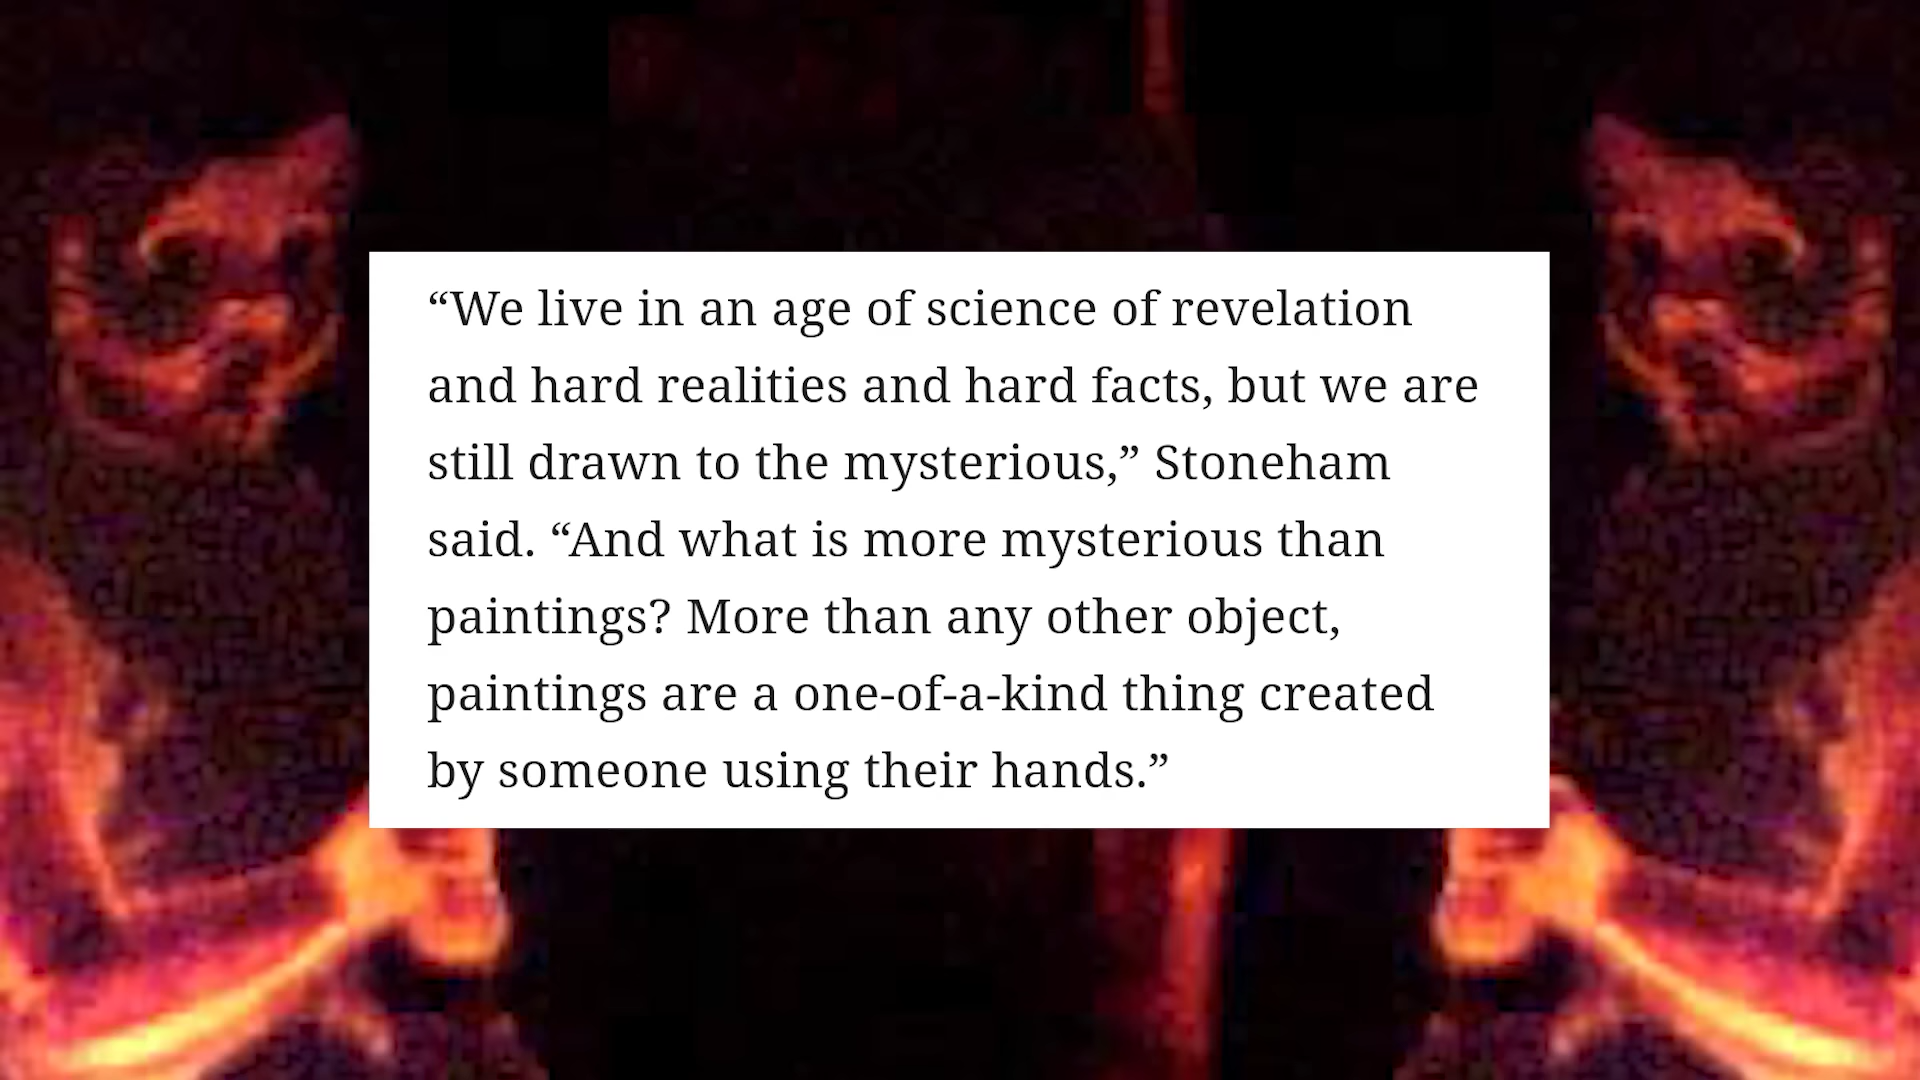 “We live in an age of science of revelation
and hard realities and hard facts, but we are
still drawn to the mysterious,” Stoneham
said. “And what is more mysterious than
paintings? More than any other object,
paintings are a one-of-a-kind thing created
by someone using their hands.”